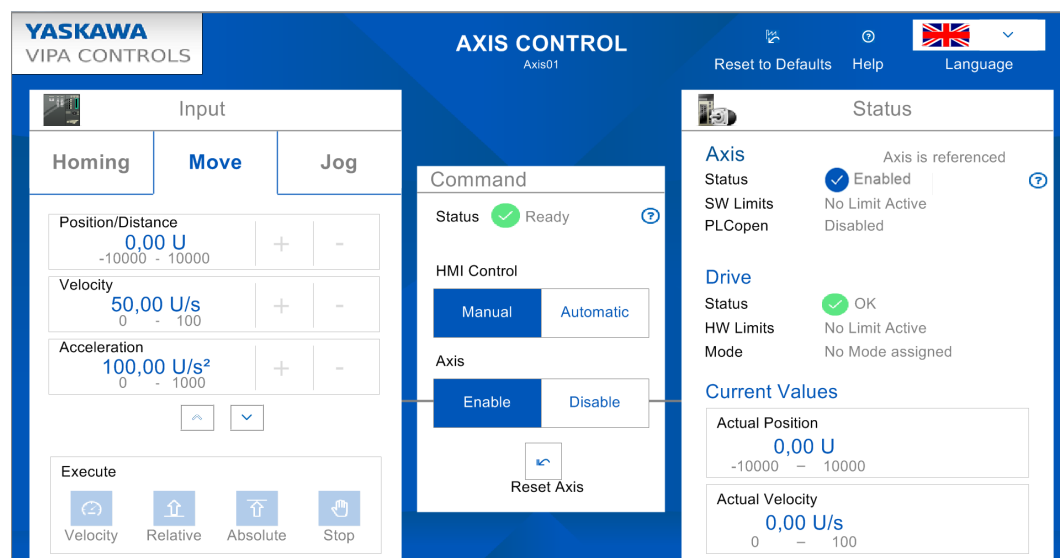 YASKAWA
VIPA CONTROLS
AXIS CONTROL
Axis01
Reset to Defaults
Help
Language
Input
Homing
Move
Jog
Position/Distance
0,00 U
-10000 - 10000
+ -
Velocity
50,00 U/s
0 - 100
+ -
Acceleration
100,00 U/s²
0 - 1000
+ -
Execute
Velocity
Relative
Absolute
Stop
Command
Status Ready ?
HMI Control
Manual
Automatic
Axis
Enable
Disable
Reset Axis
Status
Axis
Axis is referenced
Status Enabled ?
SW Limits No Limit Active
PLCopen Disabled
Drive
Status OK
HW Limits No Limit Active
Mode No Mode assigned
Current Values
Actual Position
0,00 U
-10000 – 10000
Actual Velocity
0,00 U/s
0 – 100